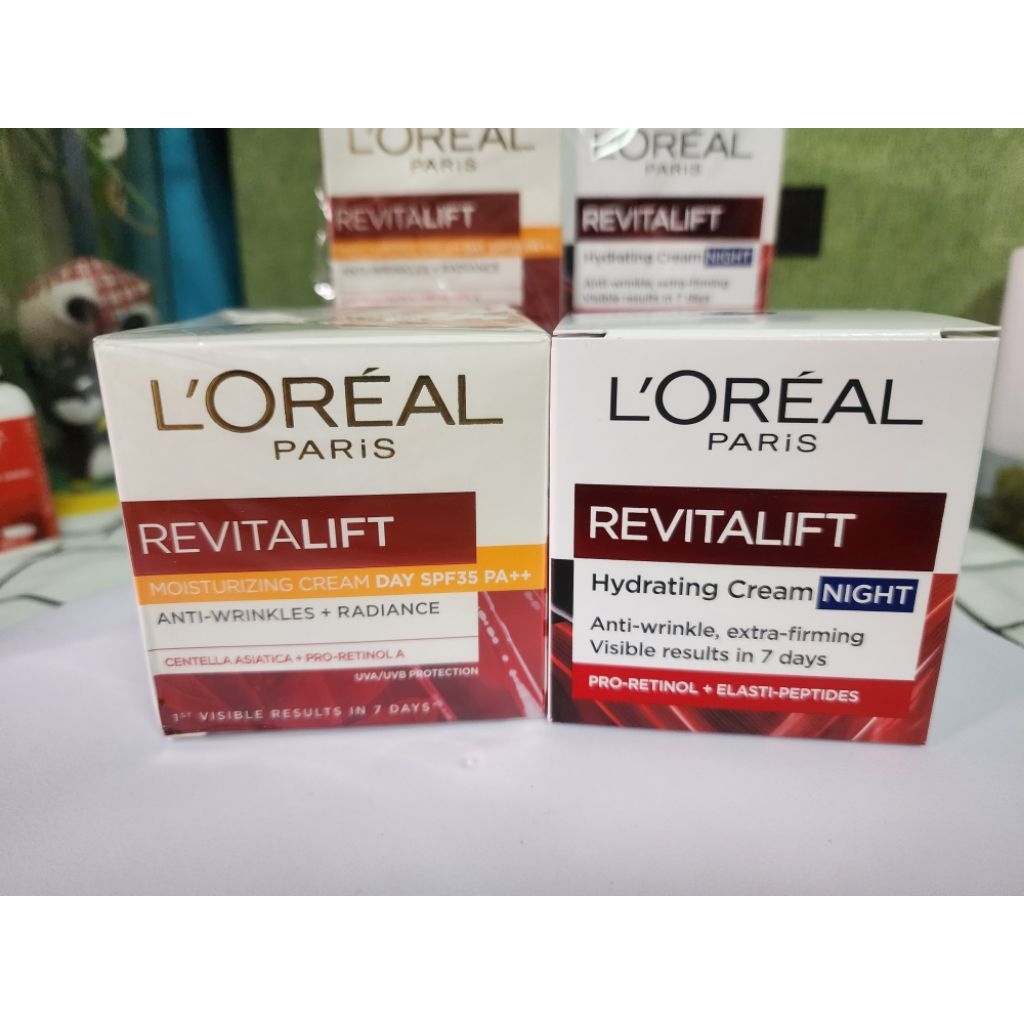 L'ORÉAL
PARiS
REVITALIFT
ANTI-WRINKLES + RADIANCE
L'ORÉAL
PARiS
REVITALIFT
Hydrating Cream NIGHT
Anti-wrinkle, extra-firming
Visible results in 7 days
L'ORÉAL
PARiS
REVITALIFT
MOISTURIZING CREAM DAY SPF35 PA++
ANTI-WRINKLES + RADIANCE
CENTELLA ASIATICA + PRO-RETINOL A
UVA/UVB PROTECTION
1ST VISIBLE RESULTS IN 7 DAYS
L'ORÉAL
PARiS
REVITALIFT
Hydrating Cream NIGHT
Anti-wrinkle, extra-firming
Visible results in 7 days
PRO-RETINOL + ELASTI-PEPTIDES